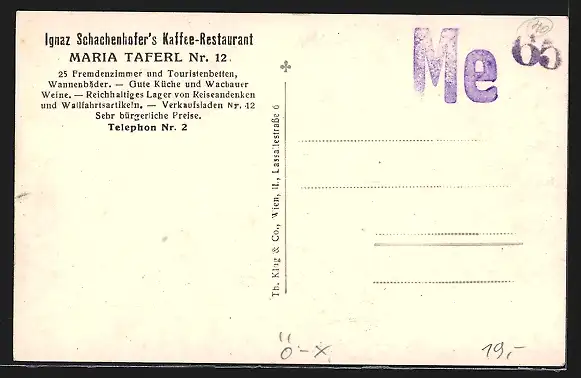 Ignaz Schachenhofer's Kaffee-Restaurant
MARIA TAFERL Nr. 12
25 Fremdenzimmer und Touristenbetten,
Wannenbäder. — Gute Küche und Wachauer
Weine. — Reichhaltiges Lager von Reiseandenken
und Wallfahrtsartikeln. — Verkaufsladen Nr. 12
Sehr bürgerliche Preise.
Telephon Nr. 2
Th. Klug & Co., Wien, II., Lassallestraße 6
Me
65
Ö-X
19,-